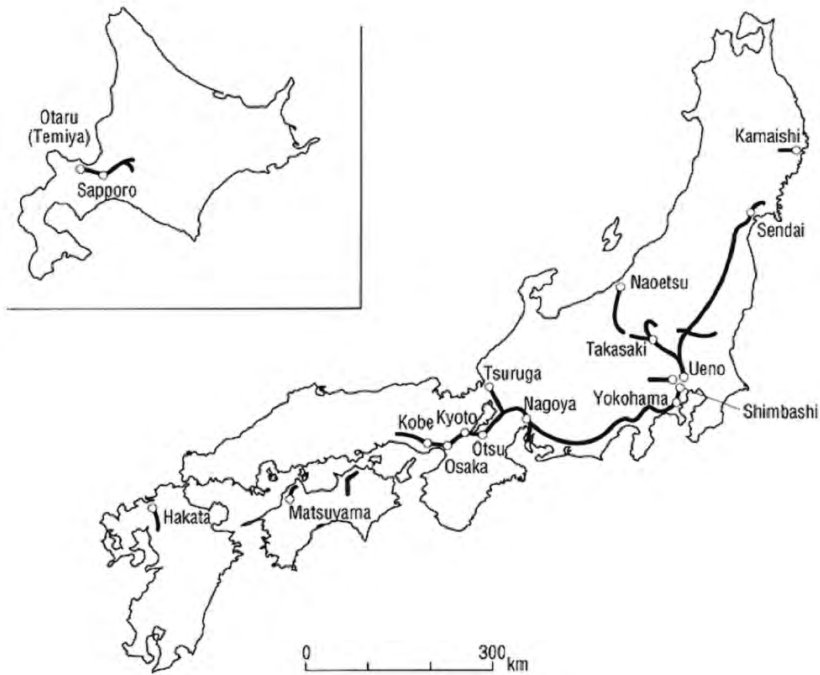 Otaru
(Temiya)
Sapporo
Kamaishi
Sendai
Naoetsu
Takasaki
Ueno
Tsuruga
Nagoya
Yokohama
Shimbashi
Kobe
Kyoto
Otsu
Osaka
Hakata
Matsuyama
0 300
km